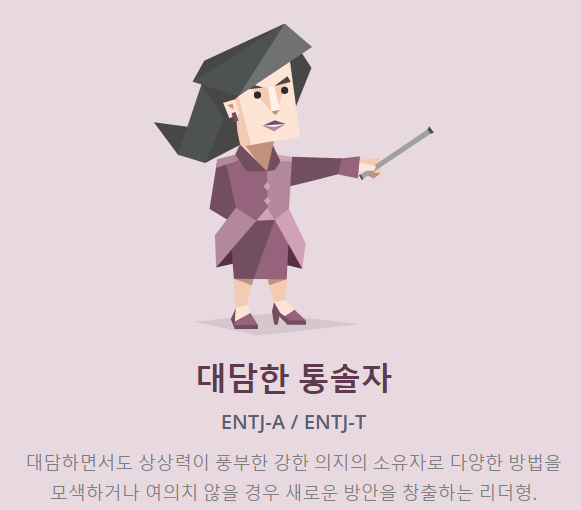 대담한 통솔자
ENTJ-A / ENTJ-T
대담하면서도 상상력이 풍부한 강한 의지의 소유자로 다양한 방법을
모색하거나 여의치 않을 경우 새로운 방안을 창출하는 리더형.